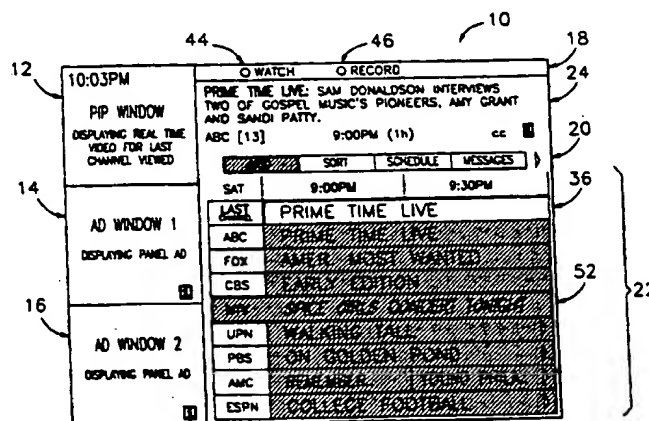 44
46
10
12
18
24
20
14
36
52
22
16
10:03PM
PIP WINDOW
DISPLAYING REAL TIME
VIDEO FOR LAST
CHANNEL VIEWED
AD WINDOW 1
DISPLAYING PANEL AD
AD WINDOW 2
DISPLAYING PANEL AD
WATCH RECORD
PRIME TIME LIVE: SAM DONALDSON INTERVIEWS
TWO OF GOSPEL MUSIC'S PIONEERS, AMY GRANT
AND SANDI PATTY.
ABC [13] 9:00PM (1h) cc
SORT SCHEDULE MESSAGES
SAT 9:00PM 9:30PM
LAST CHANNEL PRIME TIME LIVE
ABC PRIME TIME LIVE
FOX AMER. MOST WANTED
CBS EARLY EDITION
MTV SPICE GIRLS CONCERT TONIGHT
UPN WALKING TALL
PBS ON GOLDEN POND
AMC REMEMBER YOUNG PHILA.
ESPN COLLEGE FOOTBALL